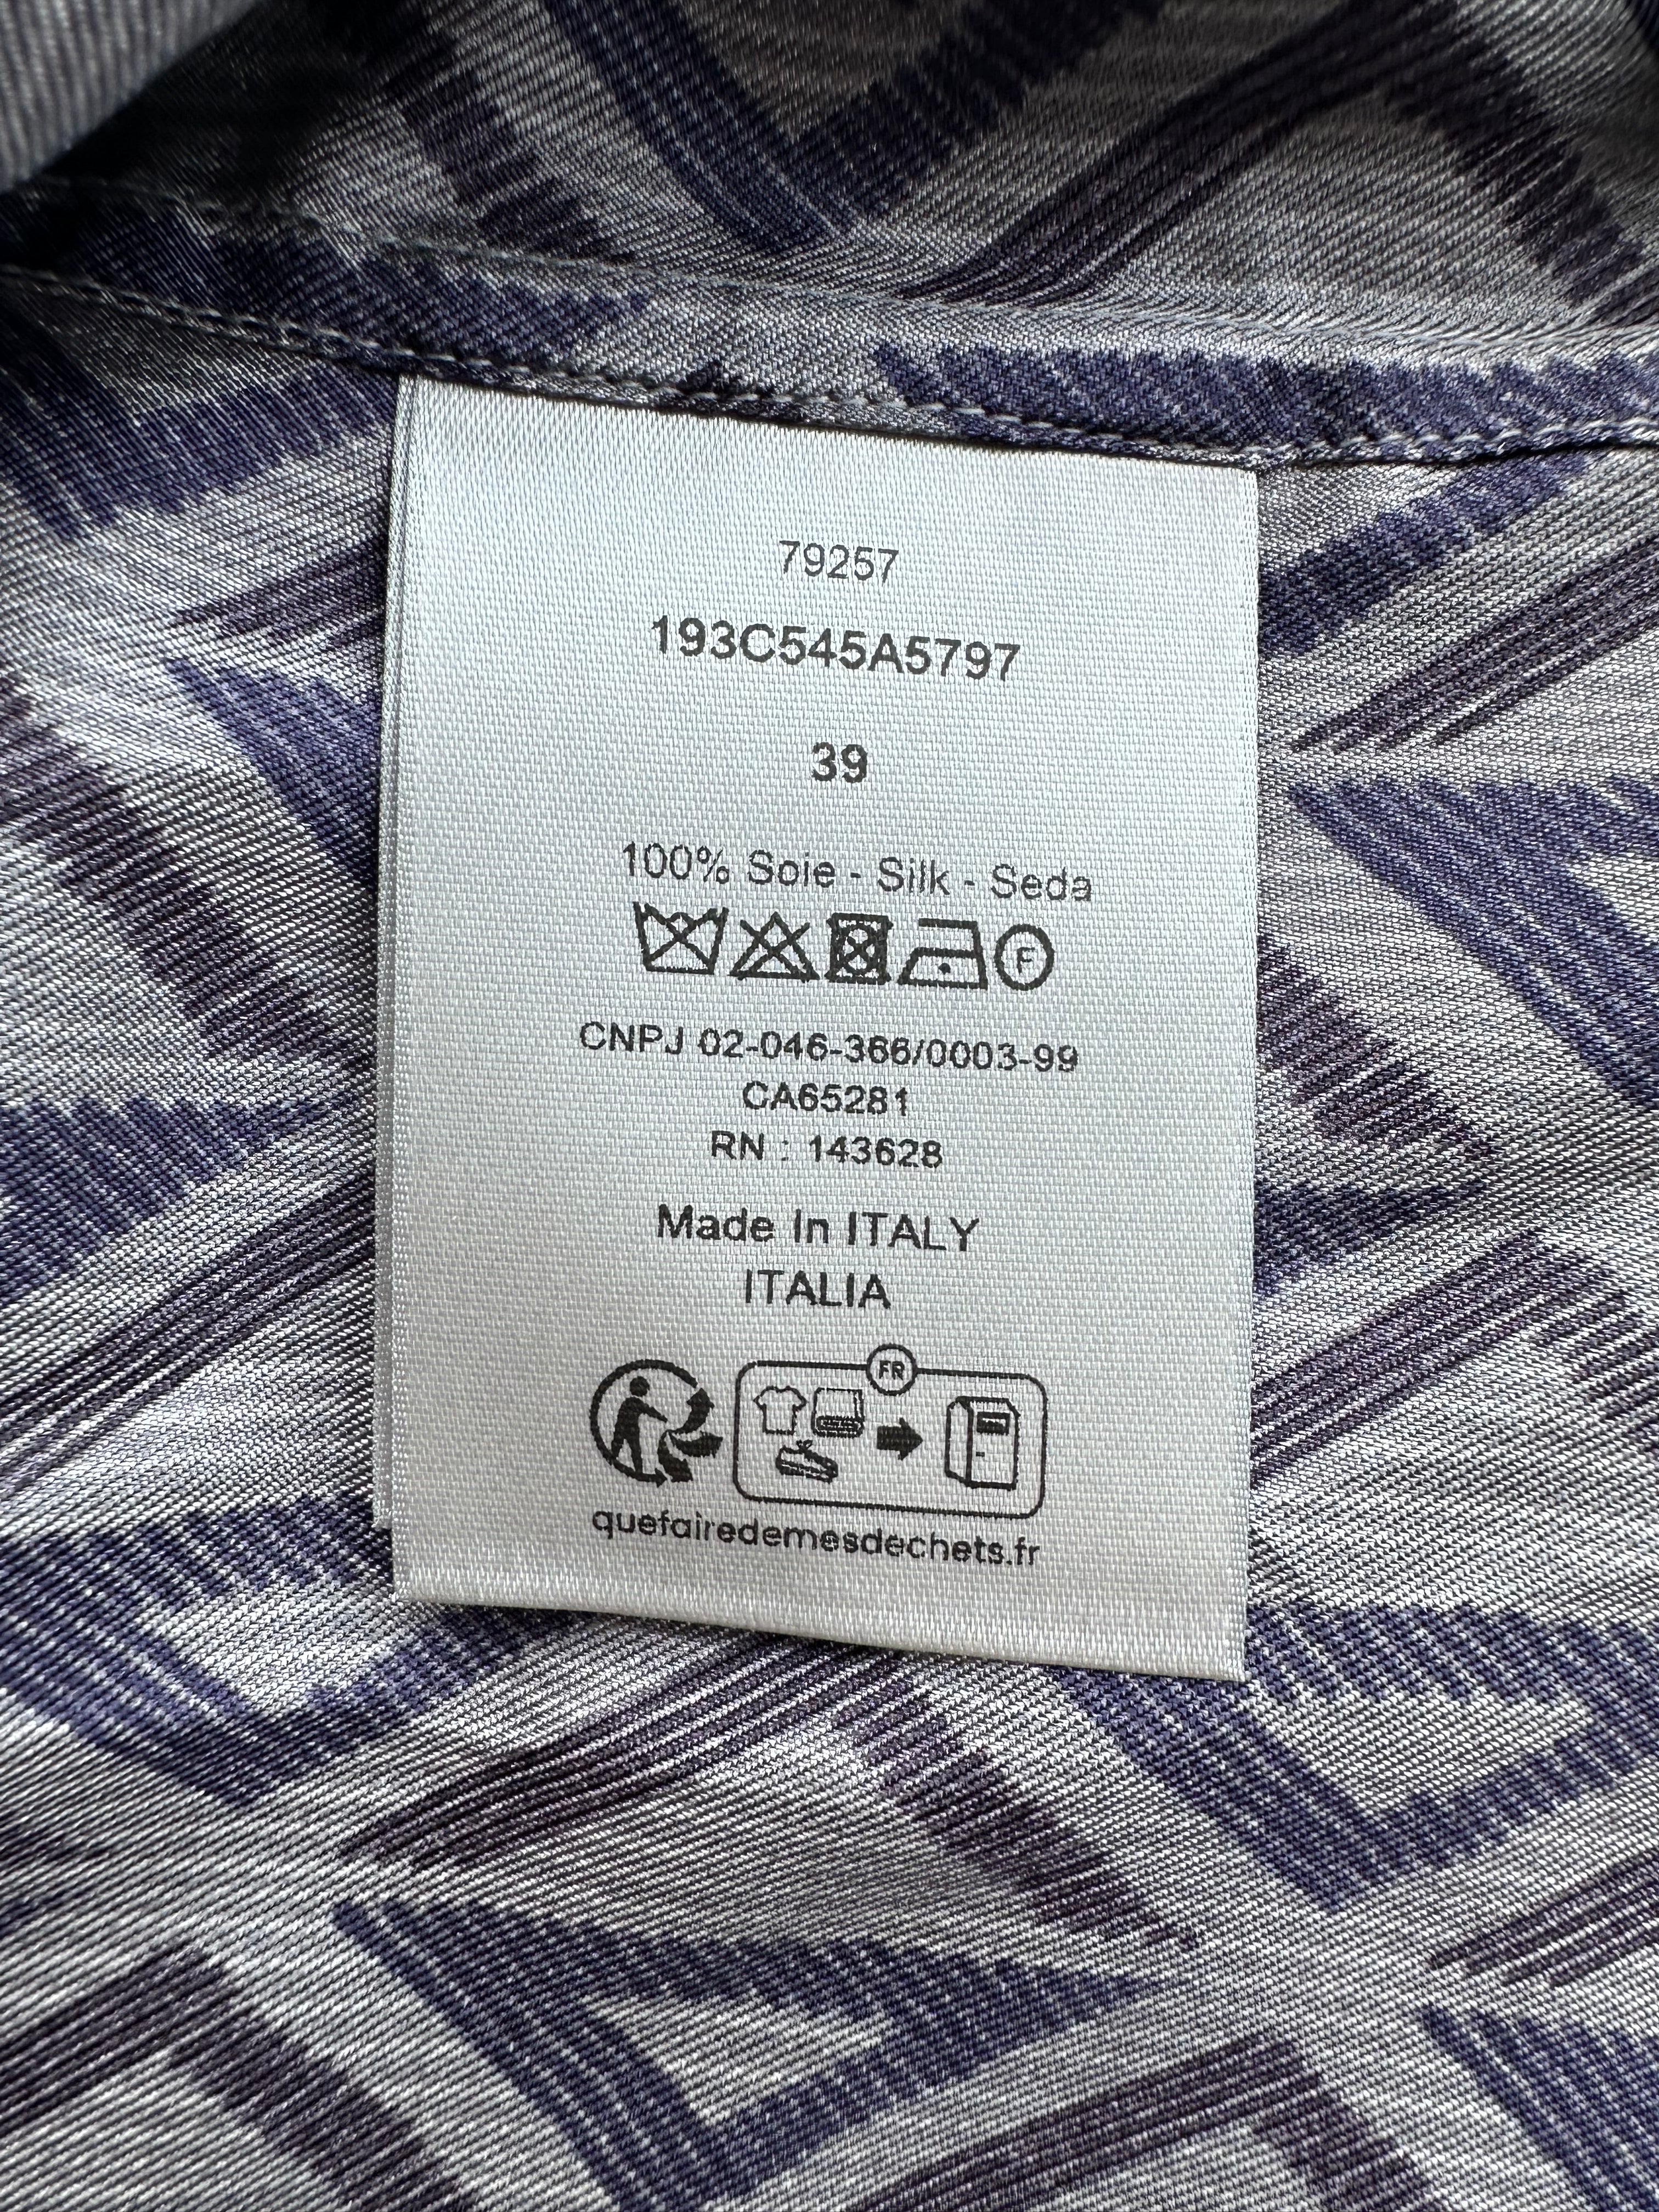 79257
193C545A5797
39
100% Soie - Silk - Seda
F
CNPJ 02-046-366/0003-99
CA65281
RN : 143628
Made In ITALY
ITALIA
FR
quefairedemesdechets.fr